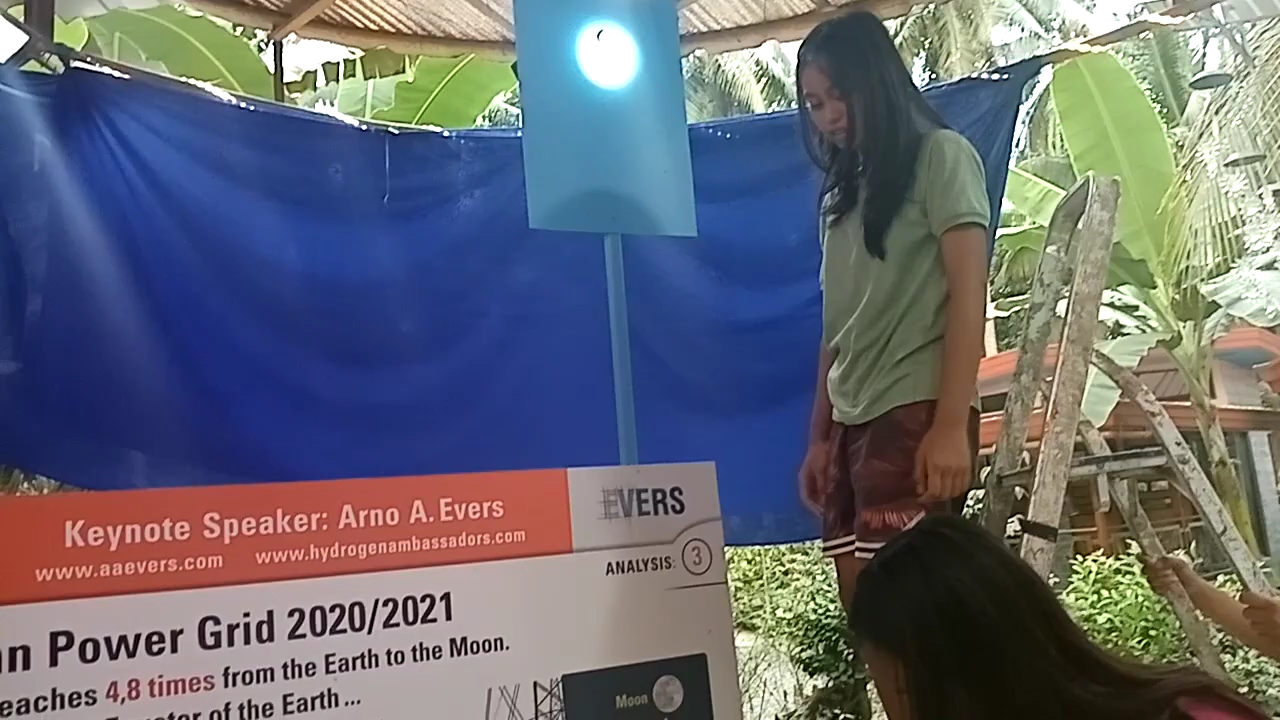 Keynote Speaker: Arno A. Evers
www.aaevers.com www.hydrogenambassadors.com
EVERS
ANALYSIS: 3
n Power Grid 2020/2021
eaches 4,8 times from the Earth to the Moon.
of the Earth ...
Moon